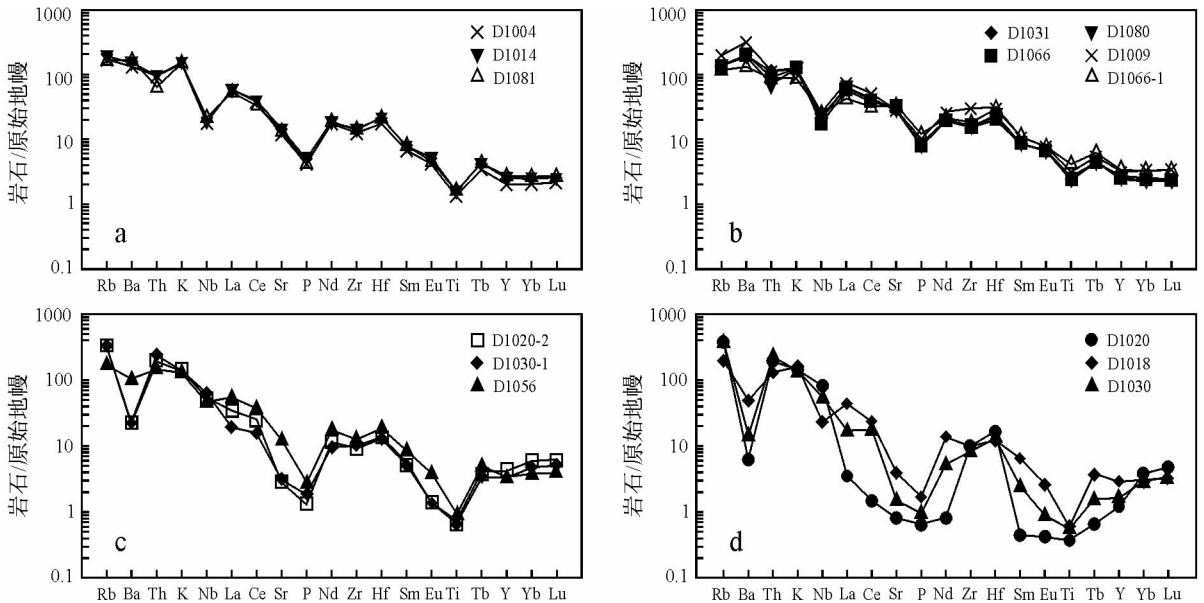 1000
100
10
1
0.1
岩石/原始地幔
D1004
D1014
D1081
a
Rb Ba Th K Nb La Ce Sr P Nd Zr Hf Sm Eu Ti Tb Y Yb Lu
1000
100
10
1
0.1
岩石/原始地幔
D1031 D1080
D1066 D1009
D1066-1
b
Rb Ba Th K Nb La Ce Sr P Nd Zr Hf Sm Eu Ti Tb Y Yb Lu
1000
100
10
1
0.1
岩石/原始地幔
D1020-2
D1030-1
D1056
c
Rb Ba Th K Nb La Ce Sr P Nd Zr Hf Sm Eu Ti Tb Y Yb Lu
1000
100
10
1
0.1
岩石/原始地幔
D1020
D1018
D1030
d
Rb Ba Th K Nb La Ce Sr P Nd Zr Hf Sm Eu Ti Tb Y Yb Lu